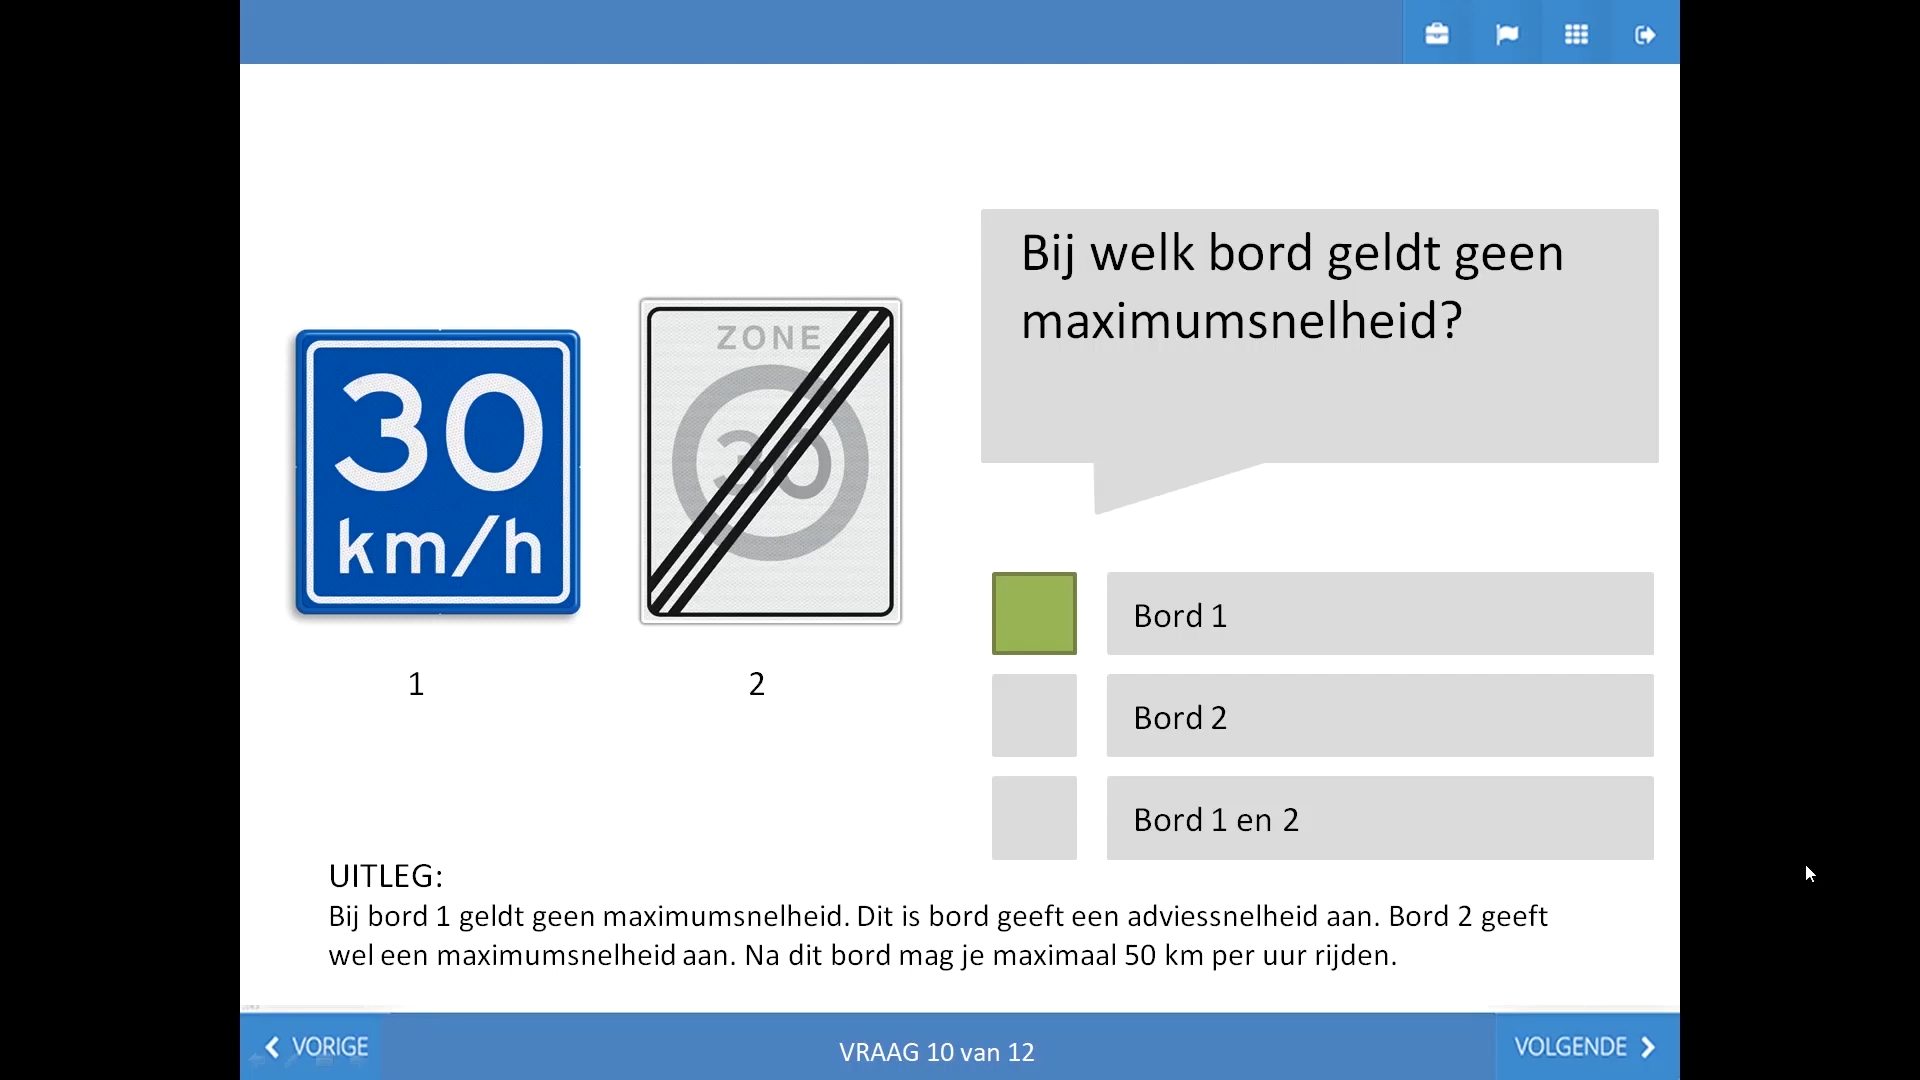 Bij welk bord geldt geen
maximumsnelheid?
30
km/h
ZONE
30
1
2
Bord 1
Bord 2
Bord 1 en 2
UITLEG:
Bij bord 1 geldt geen maximumsnelheid. Dit is bord geeft een adviessnelheid aan. Bord 2 geeft
wel een maximumsnelheid aan. Na dit bord mag je maximaal 50 km per uur rijden.
VORIGE
VRAAG 10 van 12
VOLGENDE